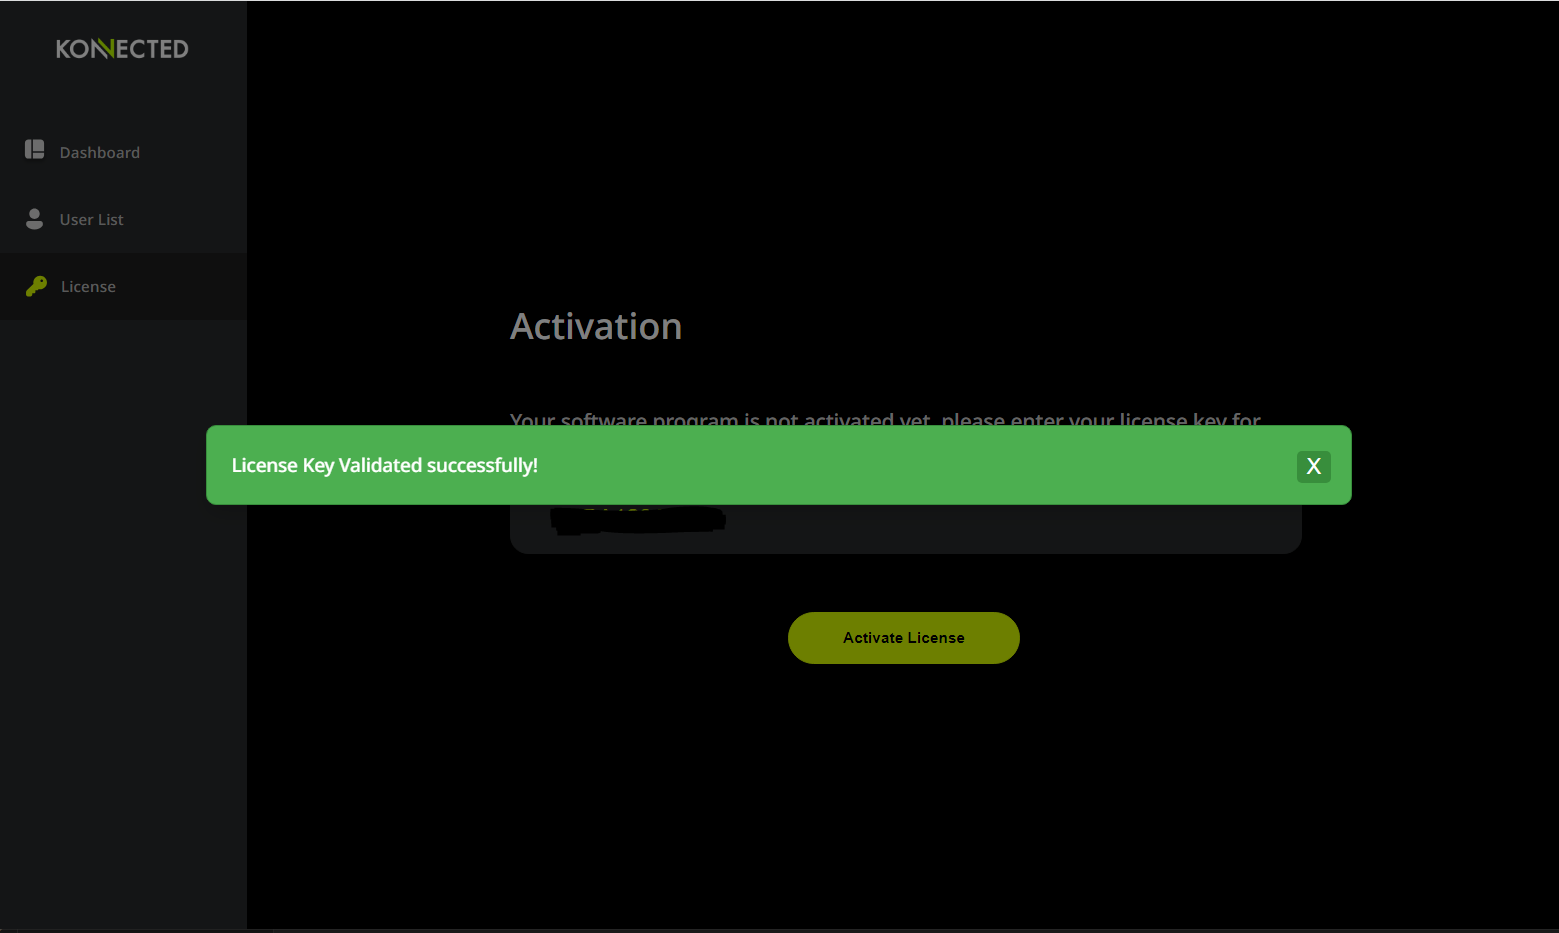 KONNECTED
Dashboard
User List
License
Activation
Your software program is not activated yet, please enter your license key for
License Key Validated successfully!
X
Activate License